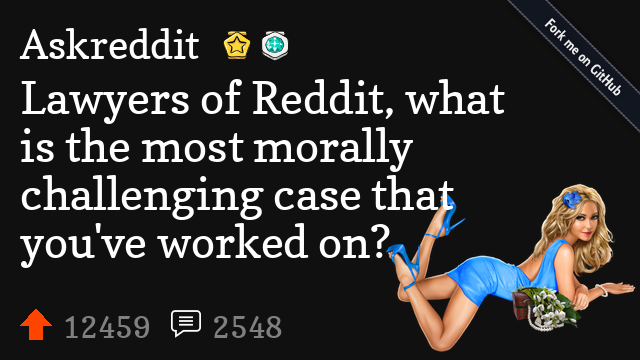 Askreddit
Fork me on GitHub
Lawyers of Reddit, what
is the most morally
challenging case that
you've worked on?
12459
2548